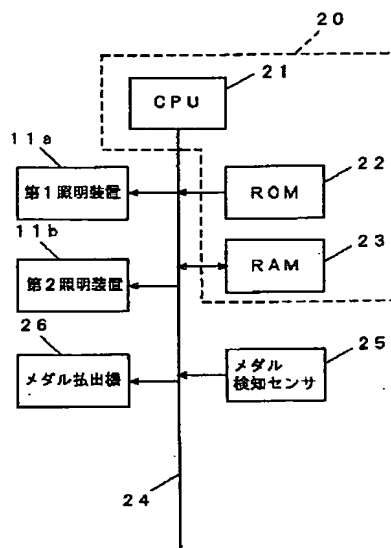 20
21
CPU
11a
第1照明装置
22
ROM
11b
23
第2照明装置
RAM
26
25
メダル払出機
メダル
検知センサ
24